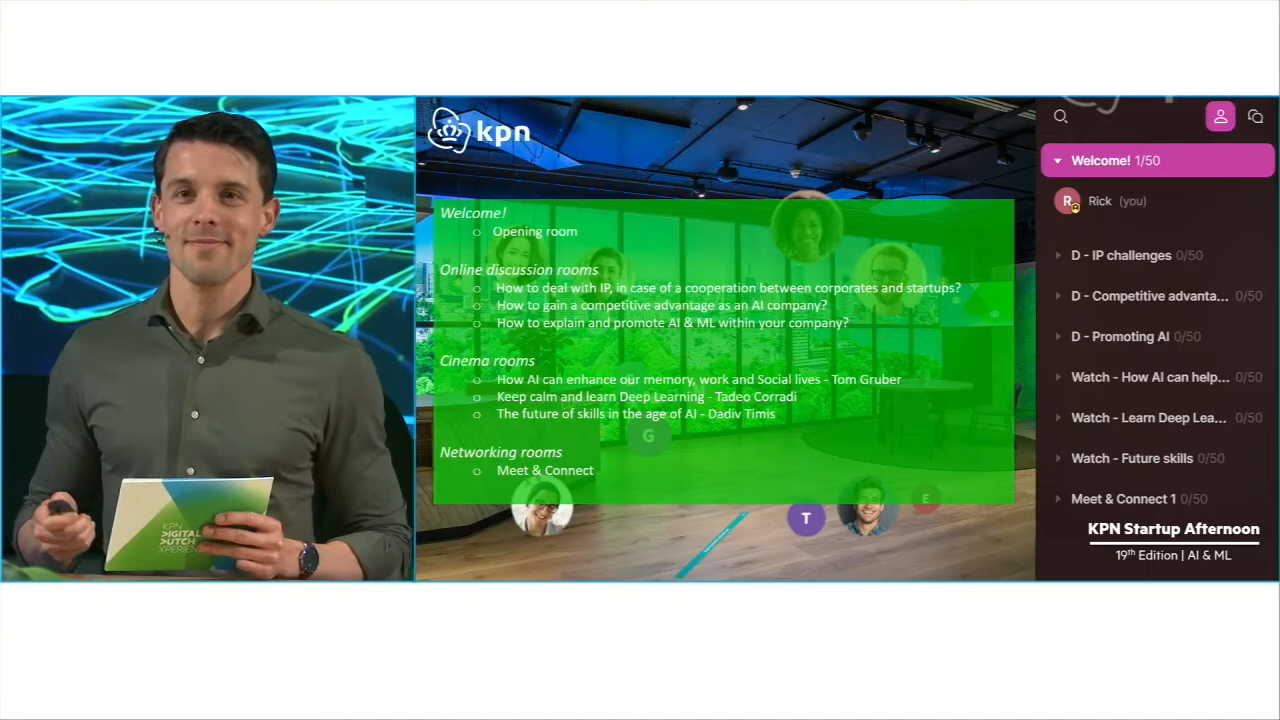 kpn
Welcome!
o Opening room
Online discussion rooms
o How to deal with IP, in case of a cooperation between corporates and startups?
o How to gain a competitive advantage as an AI company?
o How to explain and promote AI & ML within your company?
Cinema rooms
o How AI can enhance our memory, work and Social lives - Tom Gruber
o Keep calm and learn Deep Learning - Tadeo Corradi
o The future of skills in the age of AI - Dadiv Timis
Networking rooms
o Meet & Connect
G
T
E
Welcome! 1/50
R Rick (you)
D - IP challenges 0/50
D - Competitive advanta... 0/50
D - Promoting AI 0/50
Watch - How AI can help... 0/50
Watch - Learn Deep Lea... 0/50
Watch - Future skills 0/50
Meet & Connect 1 0/50
KPN Startup Afternoon
19th Edition | AI & ML
KPN
DIGITAL
DUTCH
XPERIEN